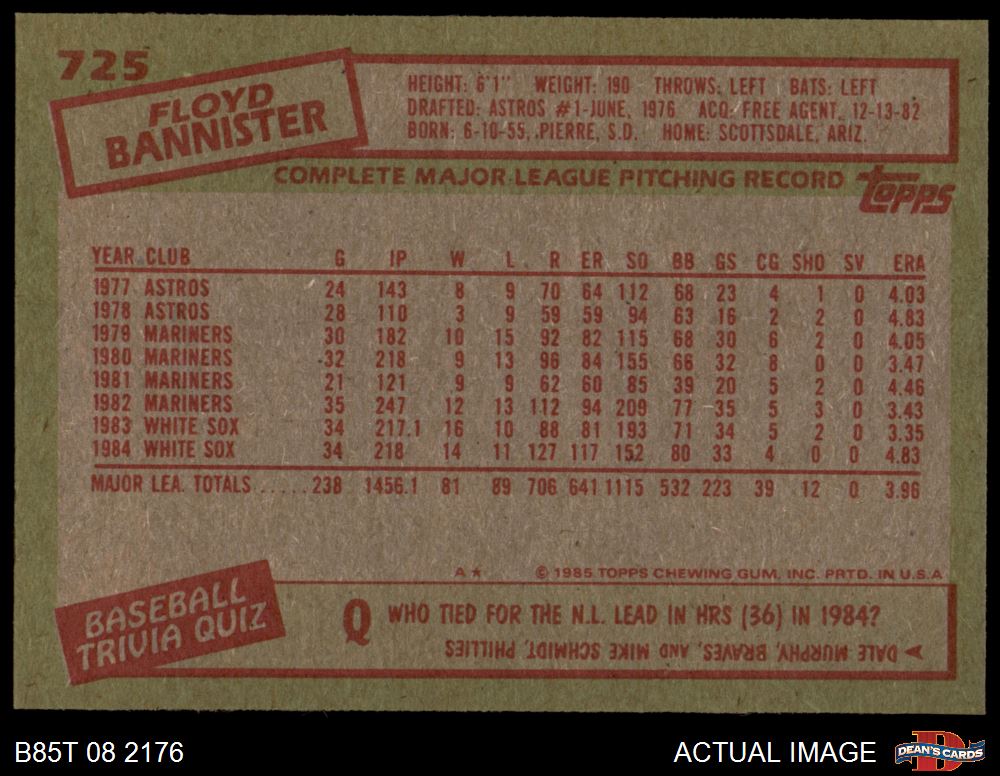 725
FLOYD
BANNISTER
HEIGHT: 6'1" WEIGHT: 190 THROWS: LEFT BATS: LEFT
DRAFTED: ASTROS #1-JUNE, 1976 ACQ: FREE AGENT, 12-13-82
BORN: 6-10-55, PIERRE, S.D. HOME: SCOTTSDALE, ARIZ.
COMPLETE MAJOR LEAGUE PITCHING RECORD
topps
YEAR CLUB G IP W L R ER SO BB GS CG SHO SV ERA
1977 ASTROS 24 143 8 9 70 64 112 68 23 4 1 0 4.03
1978 ASTROS 28 110 3 9 59 59 94 63 16 2 2 0 4.83
1979 MARINERS 30 182 10 15 92 82 115 68 30 6 2 0 4.05
1980 MARINERS 32 218 9 13 96 84 155 66 32 8 0 0 3.47
1981 MARINERS 21 121 9 9 62 60 85 39 20 5 2 0 4.46
1982 MARINERS 35 247 12 13 112 94 209 77 35 5 3 0 3.43
1983 WHITE SOX 34 217.1 16 10 88 81 193 71 34 5 2 0 3.35
1984 WHITE SOX 34 218 14 11 127 117 152 80 33 4 0 0 4.83
MAJOR LEA. TOTALS .....238 1456.1 81 89 706 641 1115 532 223 39 12 0 3.96
A★ © 1985 TOPPS CHEWING GUM, INC. PRTD. IN U.S.A
BASEBALL
TRIVIA QUIZ
Q WHO TIED FOR THE N.L. LEAD IN HRS (36) IN 1984?
A DALE MURPHY, BRAVES, AND MIKE SCHMIDT, PHILLIES
B85T 08 2176
ACTUAL IMAGE
DEAN'S CARDS